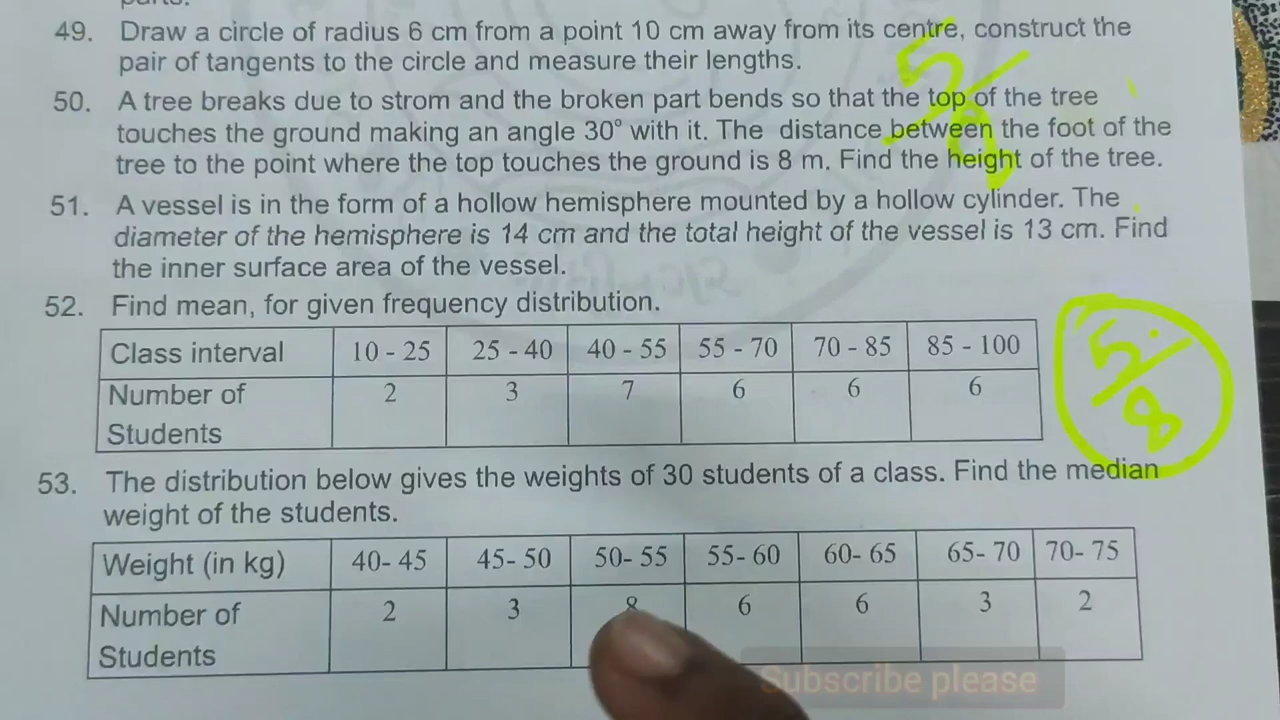 parts.
49. Draw a circle of radius 6 cm from a point 10 cm away from its centre, construct the
pair of tangents to the circle and measure their lengths.
50. A tree breaks due to strom and the broken part bends so that the top of the tree
touches the ground making an angle 30° with it. The distance between the foot of the
tree to the point where the top touches the ground is 8 m. Find the height of the tree.
51. A vessel is in the form of a hollow hemisphere mounted by a hollow cylinder. The
diameter of the hemisphere is 14 cm and the total height of the vessel is 13 cm. Find
the inner surface area of the vessel.
52. Find mean, for given frequency distribution.
Class interval 10 - 25 25 - 40 40 - 55 55 - 70 70 - 85 85 - 100
Number of 2 3 7 6 6 6
Students
5/8
5/8
53. The distribution below gives the weights of 30 students of a class. Find the median
weight of the students.
Weight (in kg) 40- 45 45- 50 50- 55 55- 60 60- 65 65- 70 70- 75
Number of 2 3 8 6 6 3 2
Students
Subscribe please